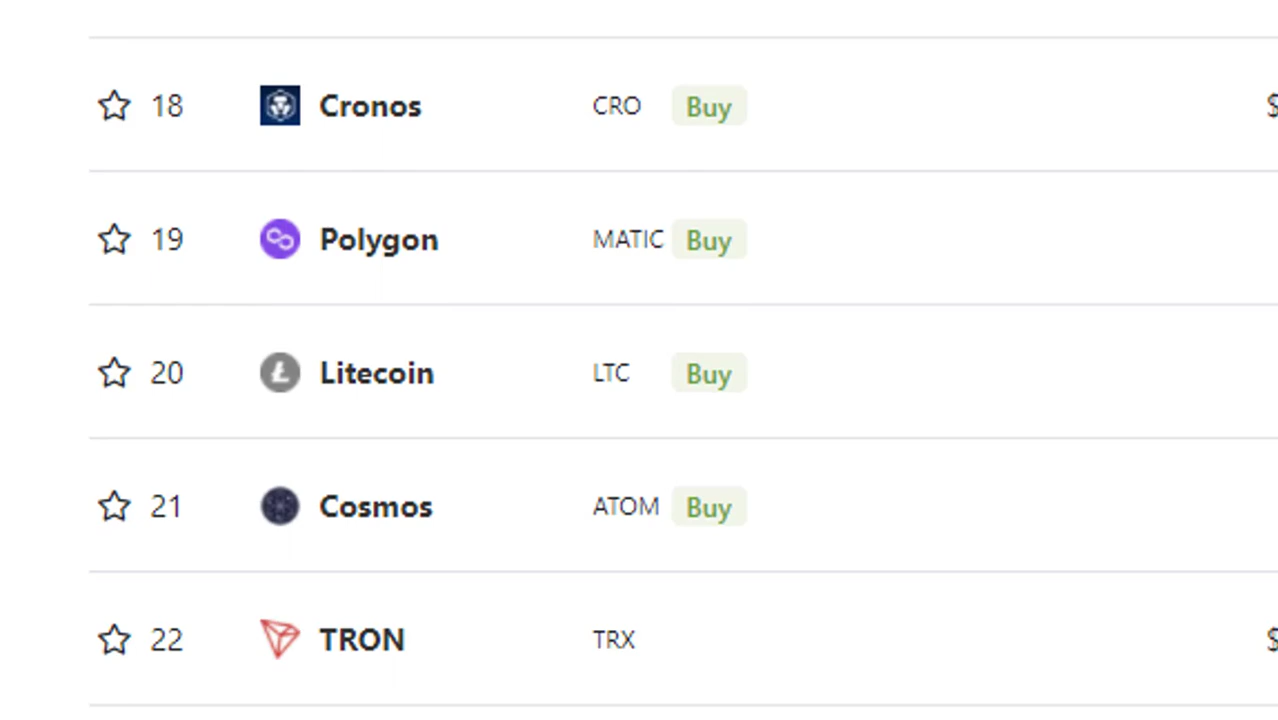 18 Cronos CRO Buy $
19 Polygon MATIC Buy
20 Litecoin LTC Buy
21 Cosmos ATOM Buy
22 TRON TRX $